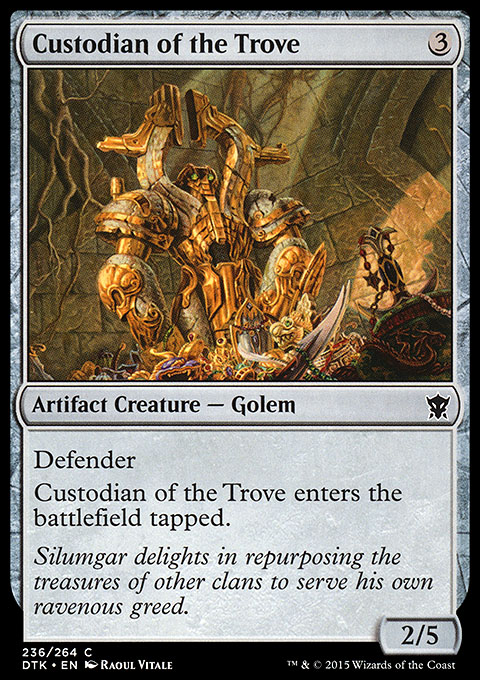 Custodian of the Trove 3
Artifact Creature — Golem
Defender
Custodian of the Trove enters the
battlefield tapped.
Silumgar delights in repurposing the
treasures of other clans to serve his own
ravenous greed.
2/5
236/264 C
DTK • EN Raoul Vitale
™ & © 2015 Wizards of the Coast